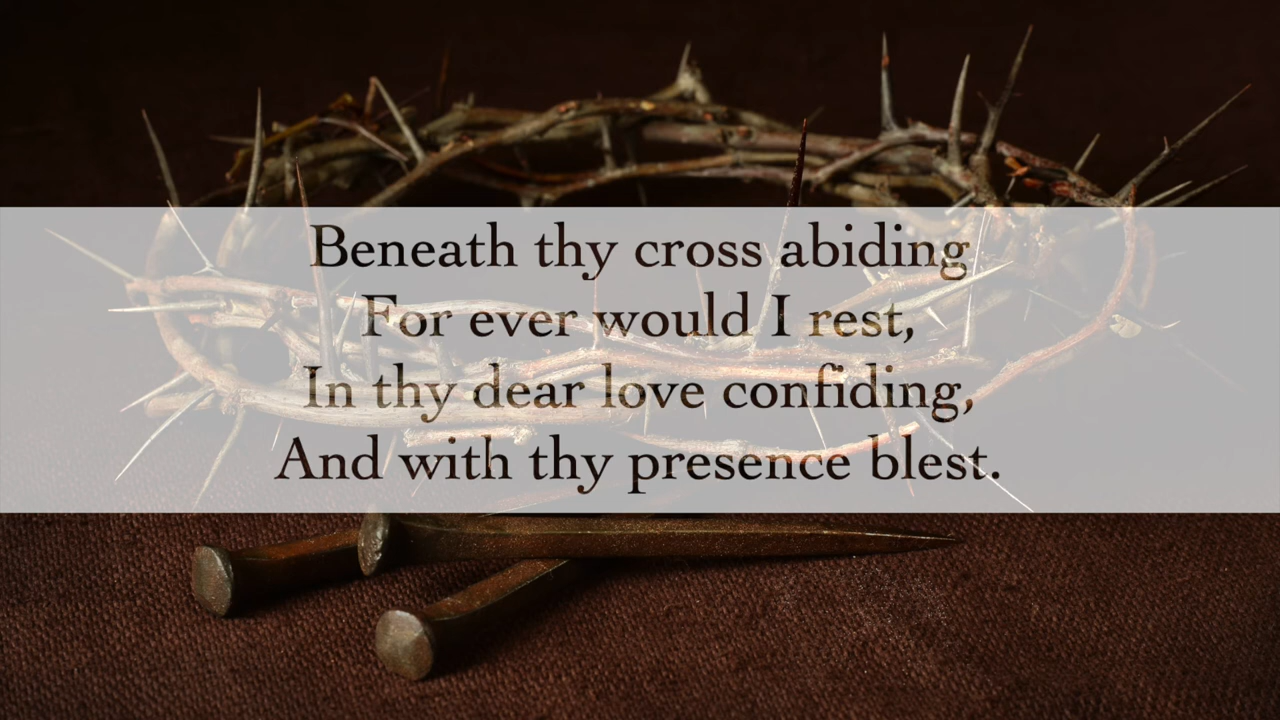 Beneath thy cross abiding
For ever would I rest,
In thy dear love confiding,
And with thy presence blest.